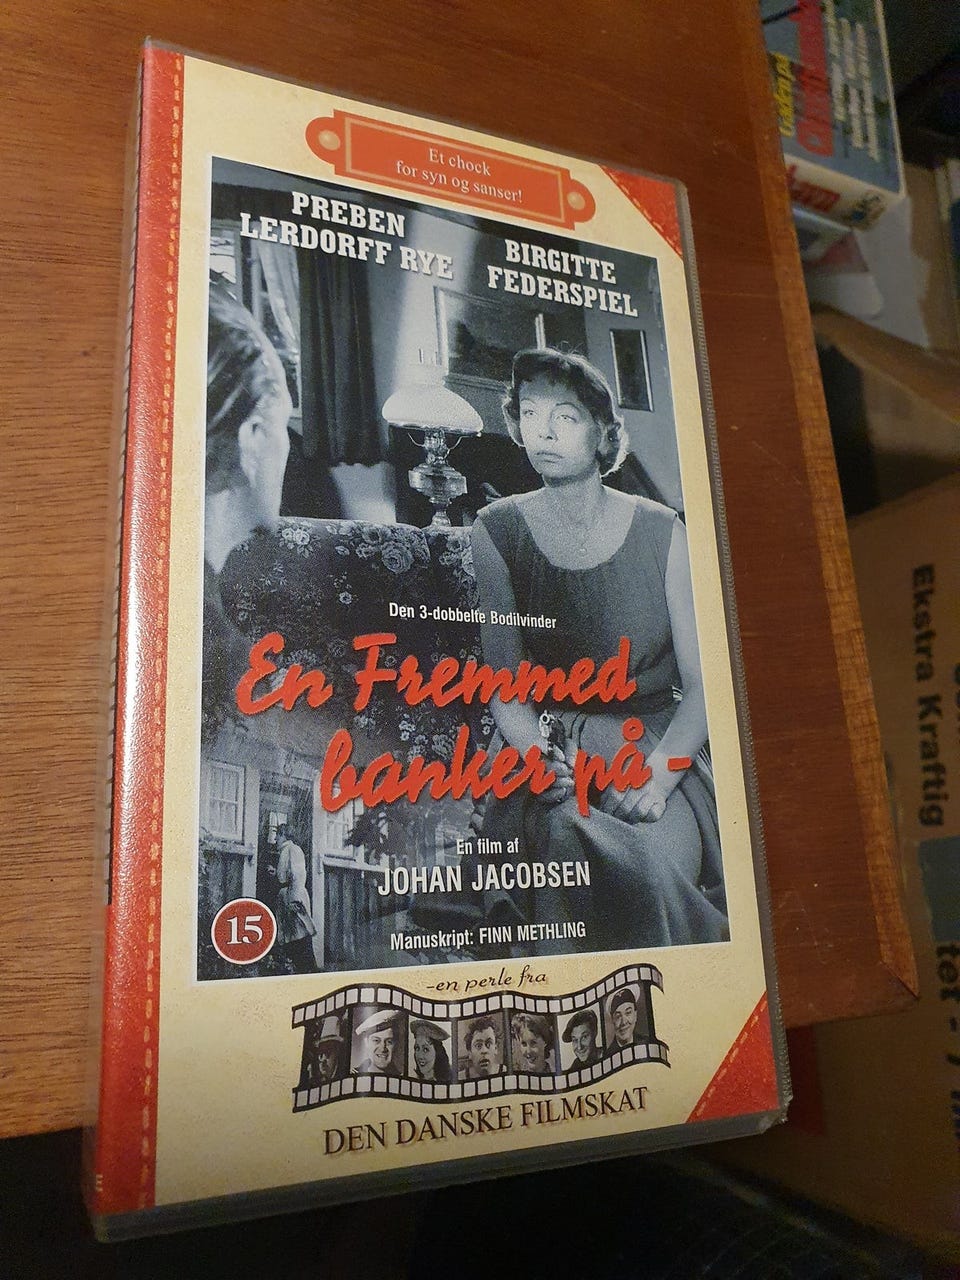 Et chock
for syn og sanser!
PREBEN
LERDORFF RYE
BIRGITTE
FEDERSPIEL
Den 3-dobbelte Bodilvinder
En Fremmed
banker på -
En film af
JOHAN JACOBSEN
Manuskript: FINN METHLING
15
-en perle fra
DEN DANSKE FILMSKAT
Ekstra Kraftig